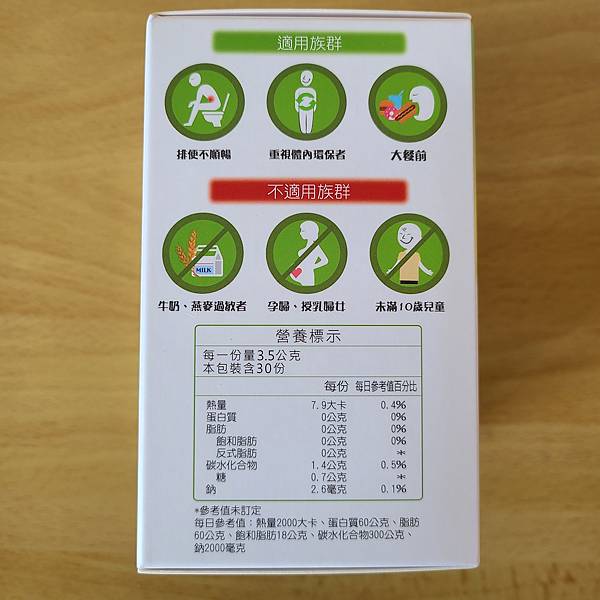 適用族群
排便不順暢 重視體內環保者 大餐前
不適用族群
MILK
牛奶、燕麥過敏者 孕婦、授乳婦女 未滿10歲兒童
營養標示
每一份量3.5公克
本包裝含30份
每份 每日參考值百分比
熱量 7.9大卡 0.4%
蛋白質 0公克 0%
脂肪 0公克 0%
飽和脂肪 0公克 0%
反式脂肪 0公克 *
碳水化合物 1.4公克 0.5%
糖 0.7公克 *
鈉 2.6毫克 0.1%
*參考值未訂定
每日參考值：熱量2000大卡、蛋白質60公克、脂肪
60公克、飽和脂肪18公克、碳水化合物300公克、
鈉2000毫克